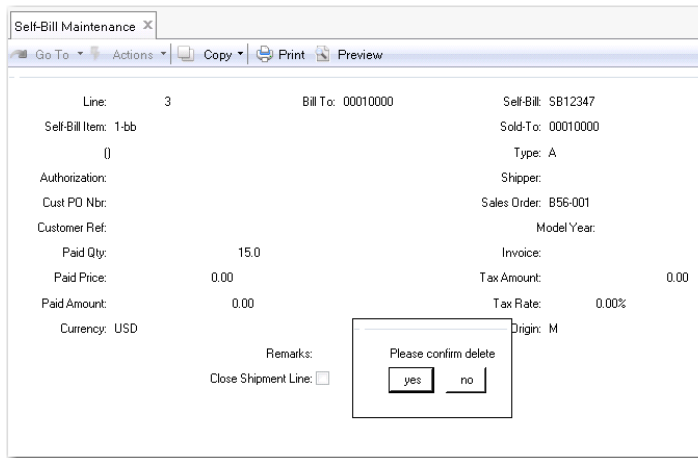 Self-Bill Maintenance
Go To Actions Copy Print Preview
Line: 3 Bill To: 00010000 Self-Bill: SB12347
Self-Bill Item: 1-bb Sold-To: 00010000
() Type: A
Authorization: Shipper:
Cust PO Nbr: Sales Order: B56-001
Customer Ref: Model Year:
Paid Qty: 15.0 Invoice:
Paid Price: 0.00 Tax Amount: 0.00
Paid Amount: 0.00 Tax Rate: 0.00%
Currency: USD Origin: M
Remarks: Please confirm delete
Close Shipment Line: yes no